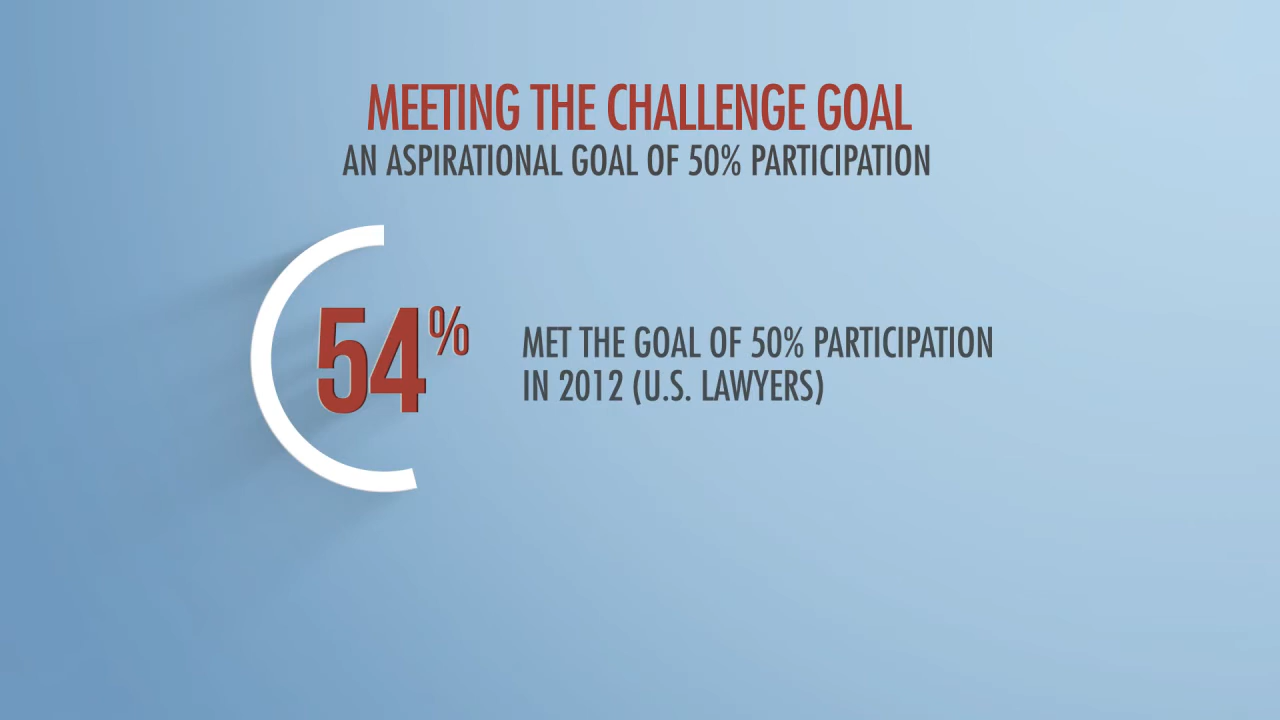 MEETING THE CHALLENGE GOAL
AN ASPIRATIONAL GOAL OF 50% PARTICIPATION
54%
MET THE GOAL OF 50% PARTICIPATION
IN 2012 (U.S. LAWYERS)